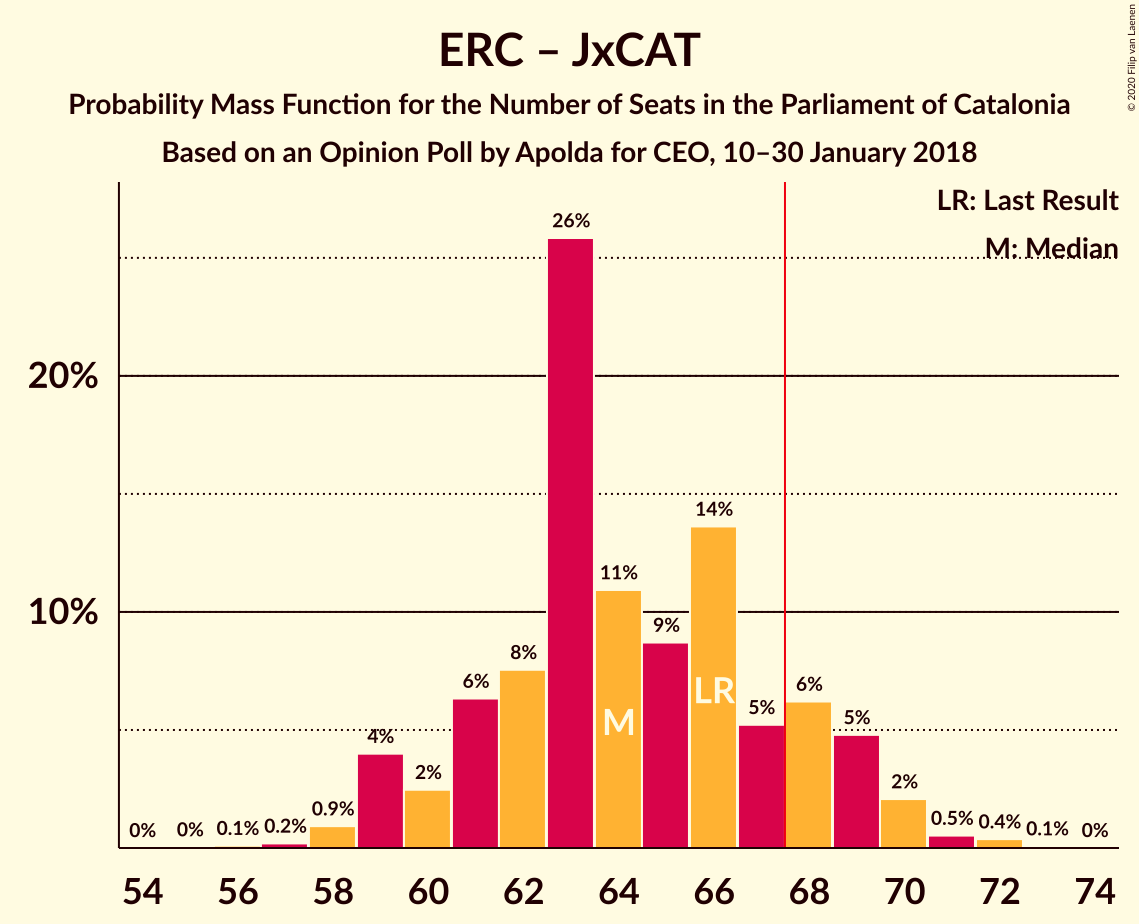 ERC – JxCAT
Probability Mass Function for the Number of Seats in the Parliament of Catalonia
Based on an Opinion Poll by Apolda for CEO, 10–30 January 2018
© 2020 Filip van Laenen
LR: Last Result
M: Median
20%
10%
0%
0%
0.1%
0.2%
0.9%
4%
2%
6%
8%
26%
11%
9%
14%
5%
6%
5%
2%
0.5%
0.4%
0.1%
0%
M
LR
54 56 58 60 62 64 66 68 70 72 74